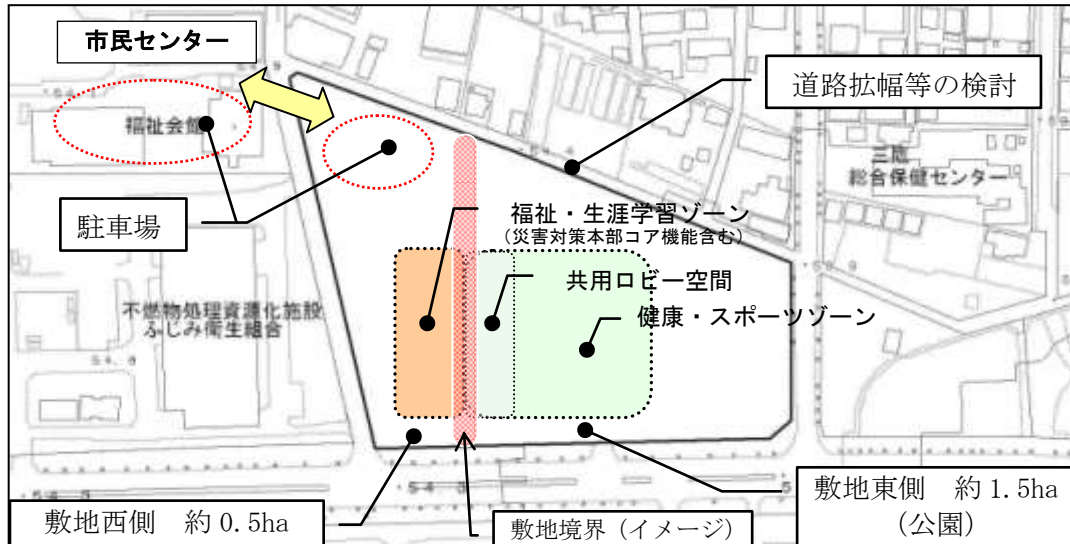 市民センター
福祉会館
道路拡幅等の検討
総合保健センター
駐車場
福祉・生涯学習ゾーン
(災害対策本部コア機能含む)
共用ロビー空間
健康・スポーツゾーン
不燃物処理資源化施設
ふじみ衛生組合
敷地西側 約 0.5ha
敷地境界(イメージ)
敷地東側 約 1.5ha
(公園)